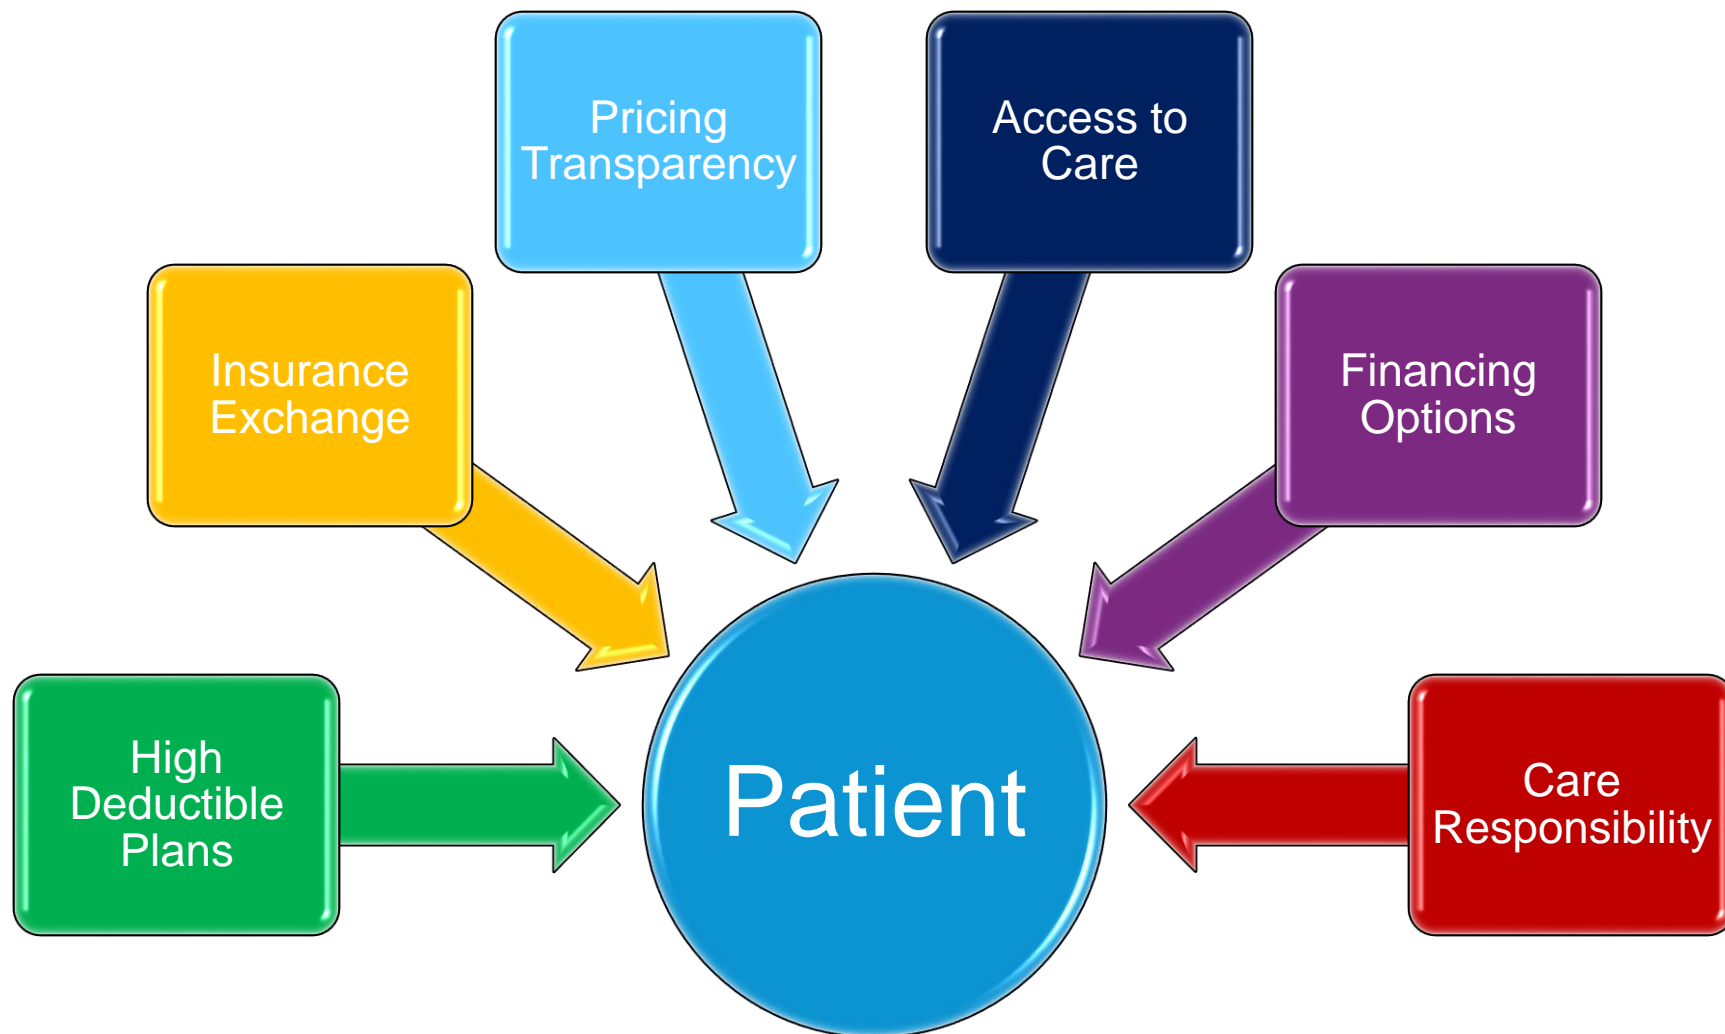 Pricing
Transparency
Access to
Care
Insurance
Exchange
Financing
Options
High
Deductible
Plans
Patient
Care
Responsibility